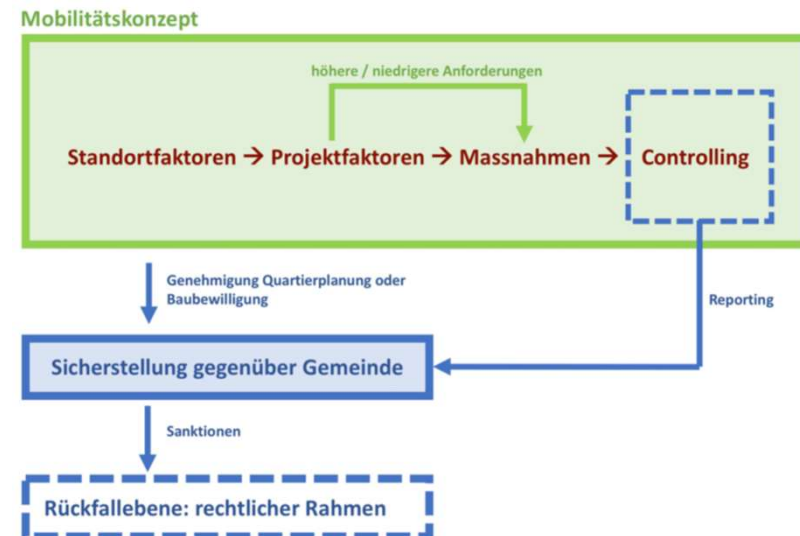 Mobilitätskonzept
höhere / niedrigere Anforderungen
Standortfaktoren → Projektfaktoren → Massnahmen → Controlling
Genehmigung Quartierplanung oder
Baubewilligung
Reporting
Sicherstellung gegenüber Gemeinde
Sanktionen
Rückfallebene: rechtlicher Rahmen